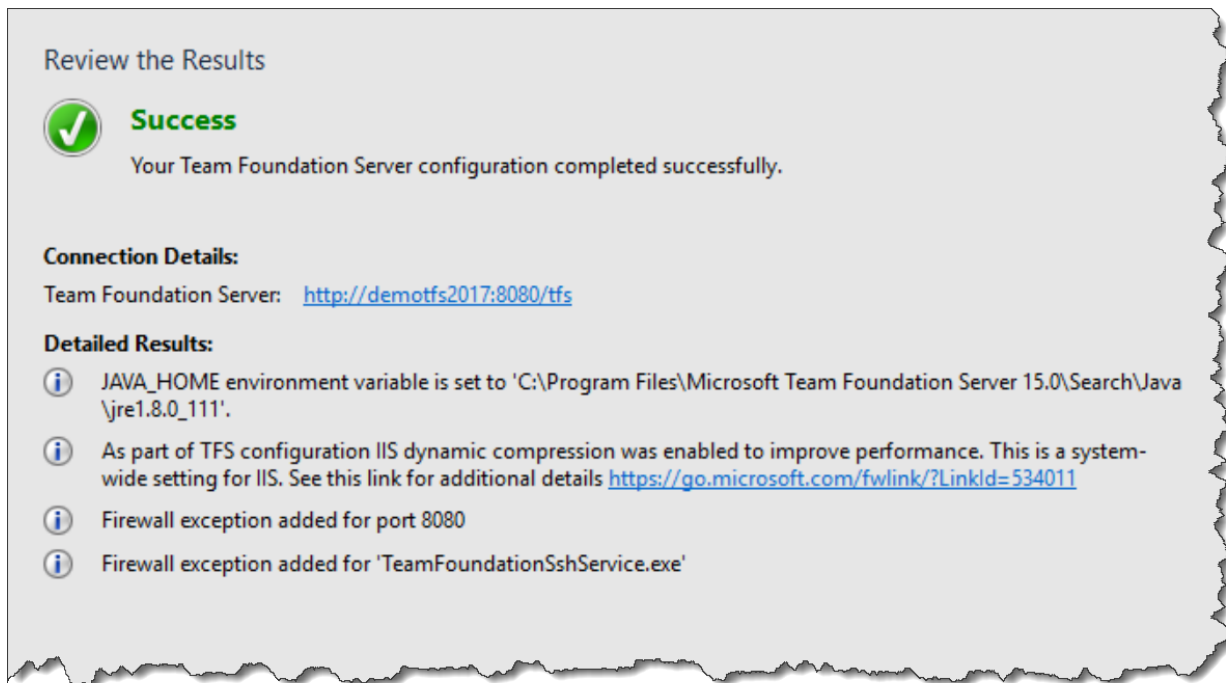 Review the Results
Success
Your Team Foundation Server configuration completed successfully.
Connection Details:
Team Foundation Server: http://demotfs2017:8080/tfs
Detailed Results:
JAVA_HOME environment variable is set to 'C:\Program Files\Microsoft Team Foundation Server 15.0\Search\Java
\jre1.8.0_111'.
As part of TFS configuration IIS dynamic compression was enabled to improve performance. This is a system-
wide setting for IIS. See this link for additional details https://go.microsoft.com/fwlink/?LinkId=534011
Firewall exception added for port 8080
Firewall exception added for 'TeamFoundationSshService.exe'